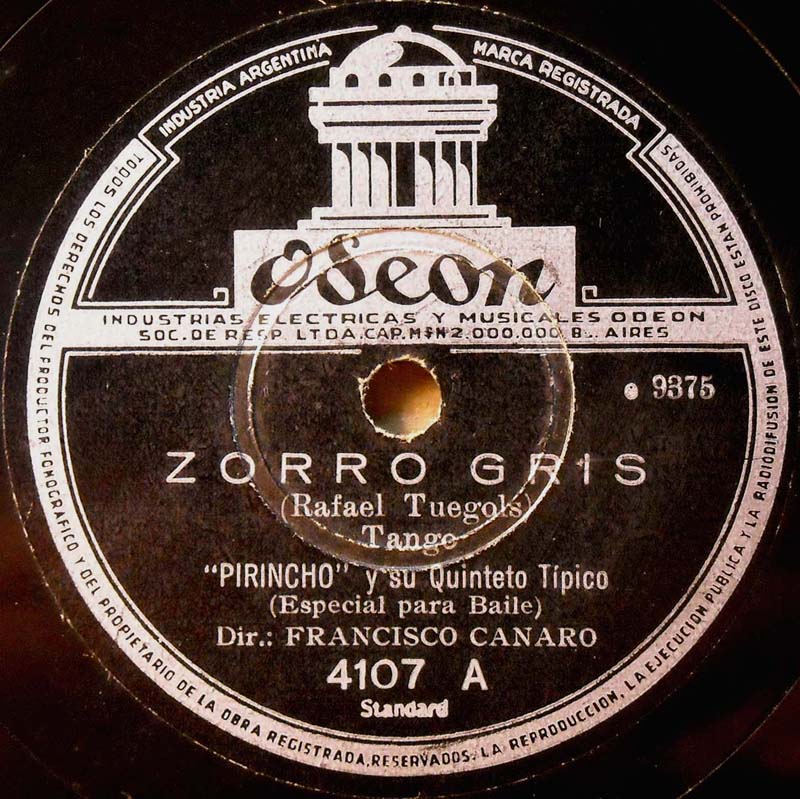 INDUSTRIA ARGENTINA
MARCA REGISTRADA
Odeon
INDUSTRIAS ELECTRICAS Y MUSICALES ODEON
SOC. DE RESP. LTDA. CAP. M$N 2.000.000 B. AIRES
9375
ZORRO GRIS
(Rafael Tuegols)
Tango
"PIRINCHO" y su Quinteto Típico
(Especial para Baile)
Dir.: FRANCISCO CANARO
4107 A
Standard
TODOS LOS DERECHOS DEL PRODUCTOR FONOGRAFICO Y DEL PROPIETARIO DE LA OBRA REGISTRADA, RESERVADOS. LA REPRODUCCION, LA EJECUCION PUBLICA Y LA RADIODIFUSION DE ESTE DISCO ESTAN PROHIBIDAS